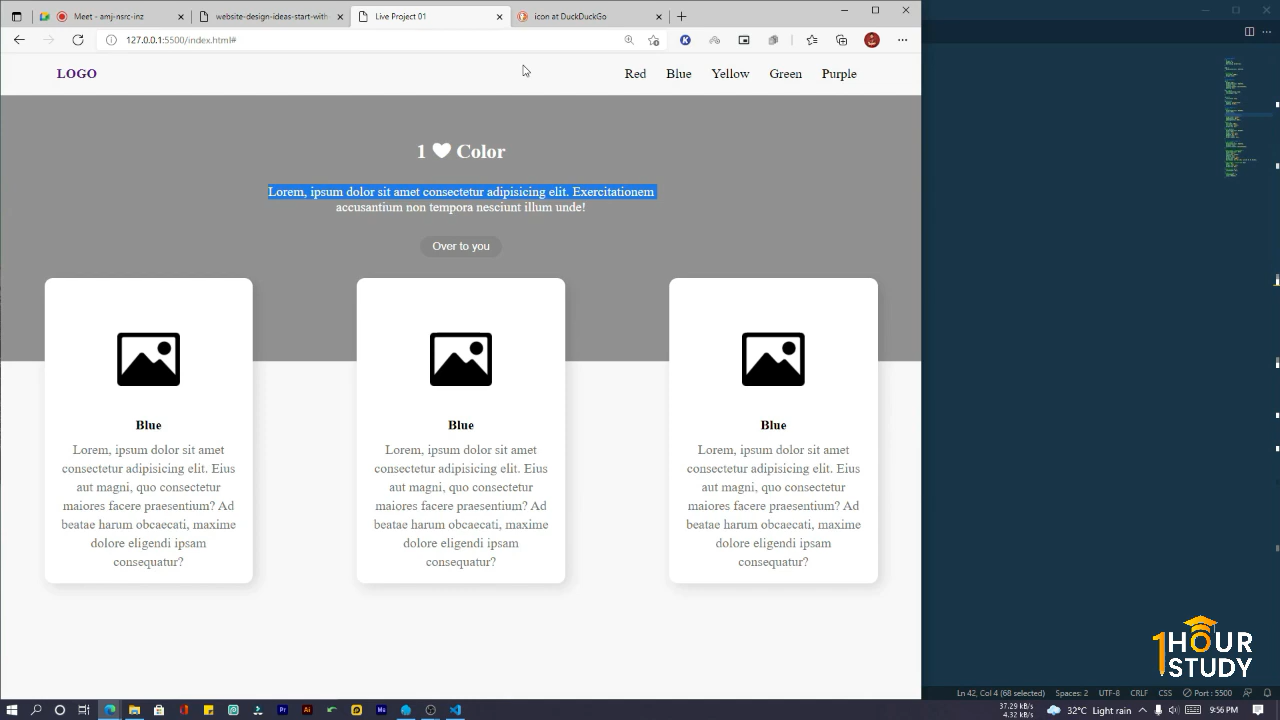 Meet - amj-nsrc-inz
website-design-ideas-start-with
Live Project 01
icon at DuckDuckGo
127.0.0.1:5500/index.html#
LOGO
Red Blue Yellow Green Purple
1 Color
Lorem, ipsum dolor sit amet consectetur adipisicing elit. Exercitationem
accusantium non tempora nesciunt illum unde!
Over to you
Blue
Lorem, ipsum dolor sit amet
consectetur adipisicing elit. Eius
aut magni, quo consectetur
maiores facere praesentium? Ad
beatae harum obcaecati, maxime
dolore eligendi ipsam
consequatur?
Blue
Lorem, ipsum dolor sit amet
consectetur adipisicing elit. Eius
aut magni, quo consectetur
maiores facere praesentium? Ad
beatae harum obcaecati, maxime
dolore eligendi ipsam
consequatur?
Blue
Lorem, ipsum dolor sit amet
consectetur adipisicing elit. Eius
aut magni, quo consectetur
maiores facere praesentium? Ad
beatae harum obcaecati, maxime
dolore eligendi ipsam
consequatur?
1HOUR
STUDY
Ln 42, Col 4 (68 selected) Spaces: 2 UTF-8 CRLF CSS Port : 5500
37.29 kB/s
4.32 kB/s
32°C Light rain
9:56 PM